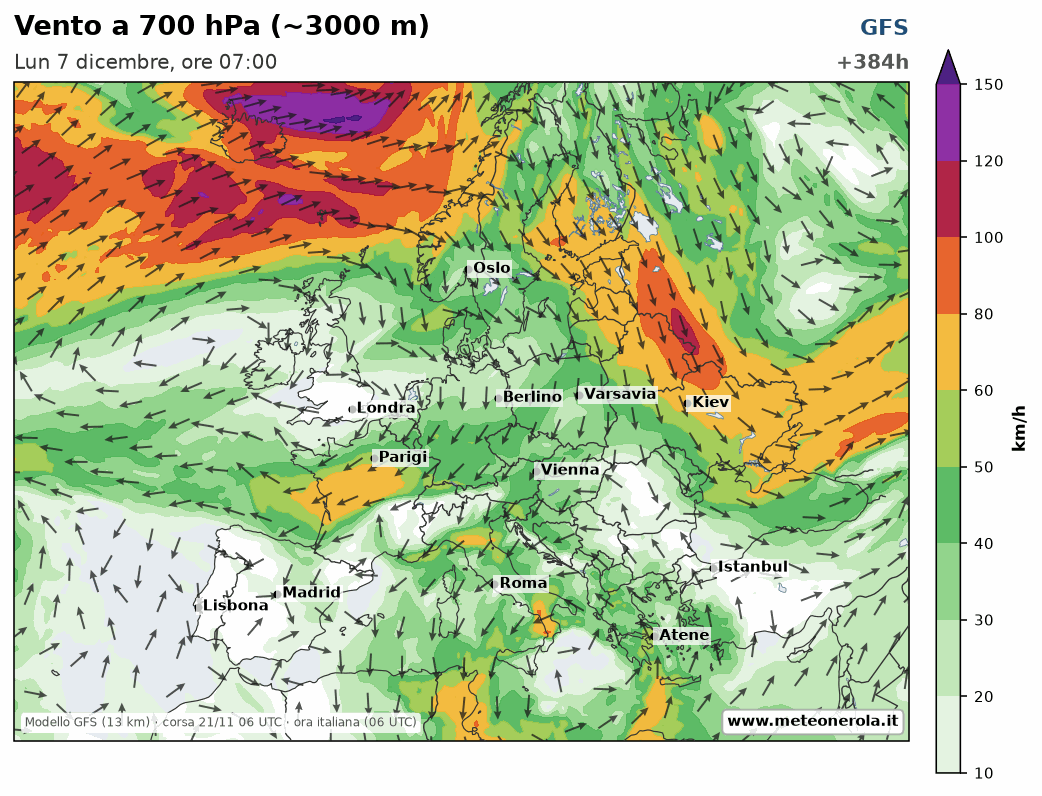 Vento a 700 hPa (~3000 m)
GFS
Lun 7 dicembre, ore 07:00
+384h
150
120
100
80
60
50
40
30
20
10
km/h
Oslo
Londra
Berlino
Varsavia
Kiev
Parigi
Vienna
Istanbul
Madrid
Roma
Lisbona
Atene
Modello GFS (13 km) · corsa 21/11 06 UTC · ora italiana (06 UTC)
www.meteonerola.it